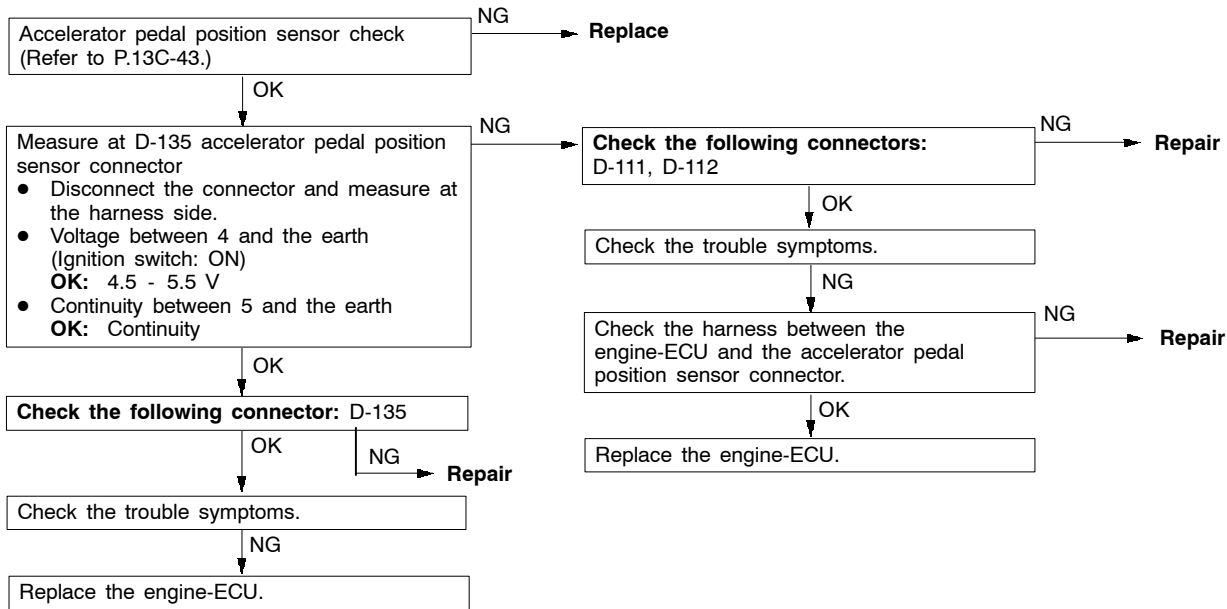 Accelerator pedal position sensor check
(Refer to P.13C-43.)
NG
Replace
OK
Measure at D-135 accelerator pedal position
sensor connector
● Disconnect the connector and measure at
the harness side.
● Voltage between 4 and the earth
(Ignition switch: ON)
OK: 4.5 - 5.5 V
● Continuity between 5 and the earth
OK: Continuity
NG
Check the following connectors:
D-111, D-112
NG
Repair
OK
Check the trouble symptoms.
NG
Check the harness between the
engine-ECU and the accelerator pedal
position sensor connector.
NG
Repair
OK
Replace the engine-ECU.
OK
Check the following connector: D-135
OK
NG
Repair
Check the trouble symptoms.
NG
Replace the engine-ECU.